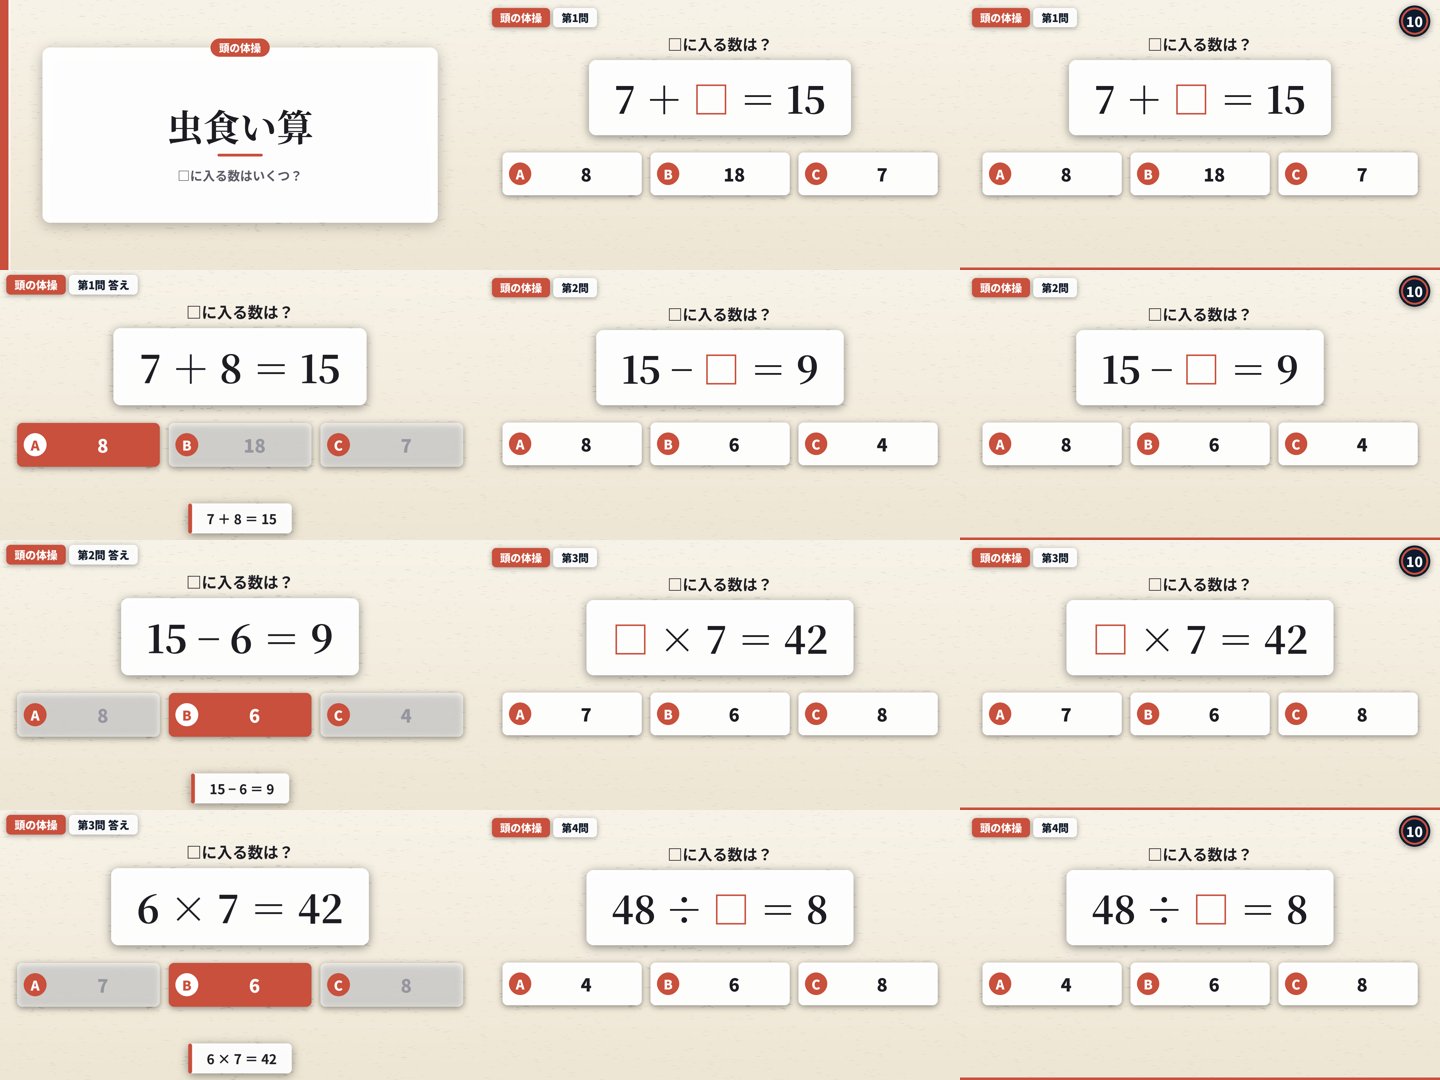 頭の体操
虫食い算
□に入る数はいくつ？
頭の体操 第1問
□に入る数は？
7 + □ = 15
A 8 B 18 C 7
頭の体操 第1問 10
□に入る数は？
7 + □ = 15
A 8 B 18 C 7
頭の体操 第1問 答え
□に入る数は？
7 + 8 = 15
A 8 B 18 C 7
7 + 8 = 15
頭の体操 第2問
□に入る数は？
15 − □ = 9
A 8 B 6 C 4
頭の体操 第2問 10
□に入る数は？
15 − □ = 9
A 8 B 6 C 4
頭の体操 第2問 答え
□に入る数は？
15 − 6 = 9
A 8 B 6 C 4
15 − 6 = 9
頭の体操 第3問
□に入る数は？
□ × 7 = 42
A 7 B 6 C 8
頭の体操 第3問 10
□に入る数は？
□ × 7 = 42
A 7 B 6 C 8
頭の体操 第3問 答え
□に入る数は？
6 × 7 = 42
A 7 B 6 C 8
6 × 7 = 42
頭の体操 第4問
□に入る数は？
48 ÷ □ = 8
A 4 B 6 C 8
頭の体操 第4問 10
□に入る数は？
48 ÷ □ = 8
A 4 B 6 C 8